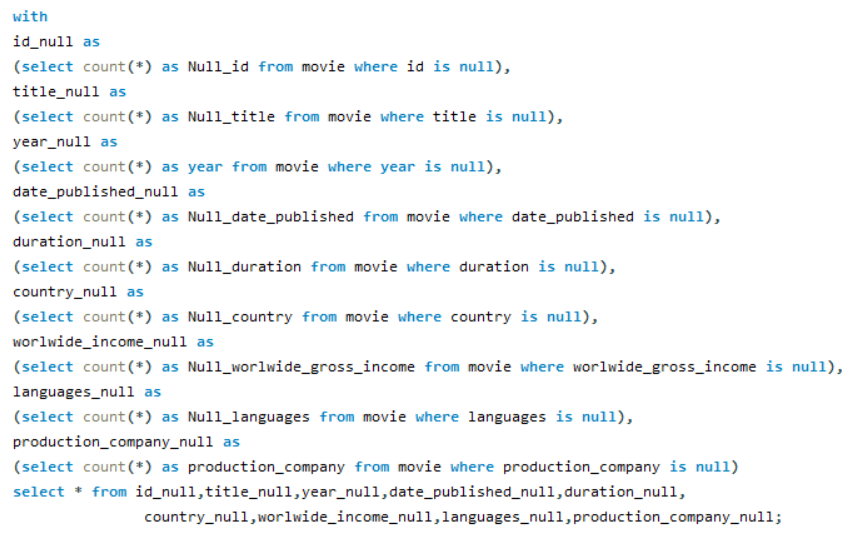 with
id_null as
(select count(*) as Null_id from movie where id is null),
title_null as
(select count(*) as Null_title from movie where title is null),
year_null as
(select count(*) as year from movie where year is null),
date_published_null as
(select count(*) as Null_date_published from movie where date_published is null),
duration_null as
(select count(*) as Null_duration from movie where duration is null),
country_null as
(select count(*) as Null_country from movie where country is null),
worlwide_income_null as
(select count(*) as Null_worlwide_gross_income from movie where worlwide_gross_income is null),
languages_null as
(select count(*) as Null_languages from movie where languages is null),
production_company_null as
(select count(*) as production_company from movie where production_company is null)
select * from id_null,title_null,year_null,date_published_null,duration_null,
country_null,worlwide_income_null,languages_null,production_company_null;